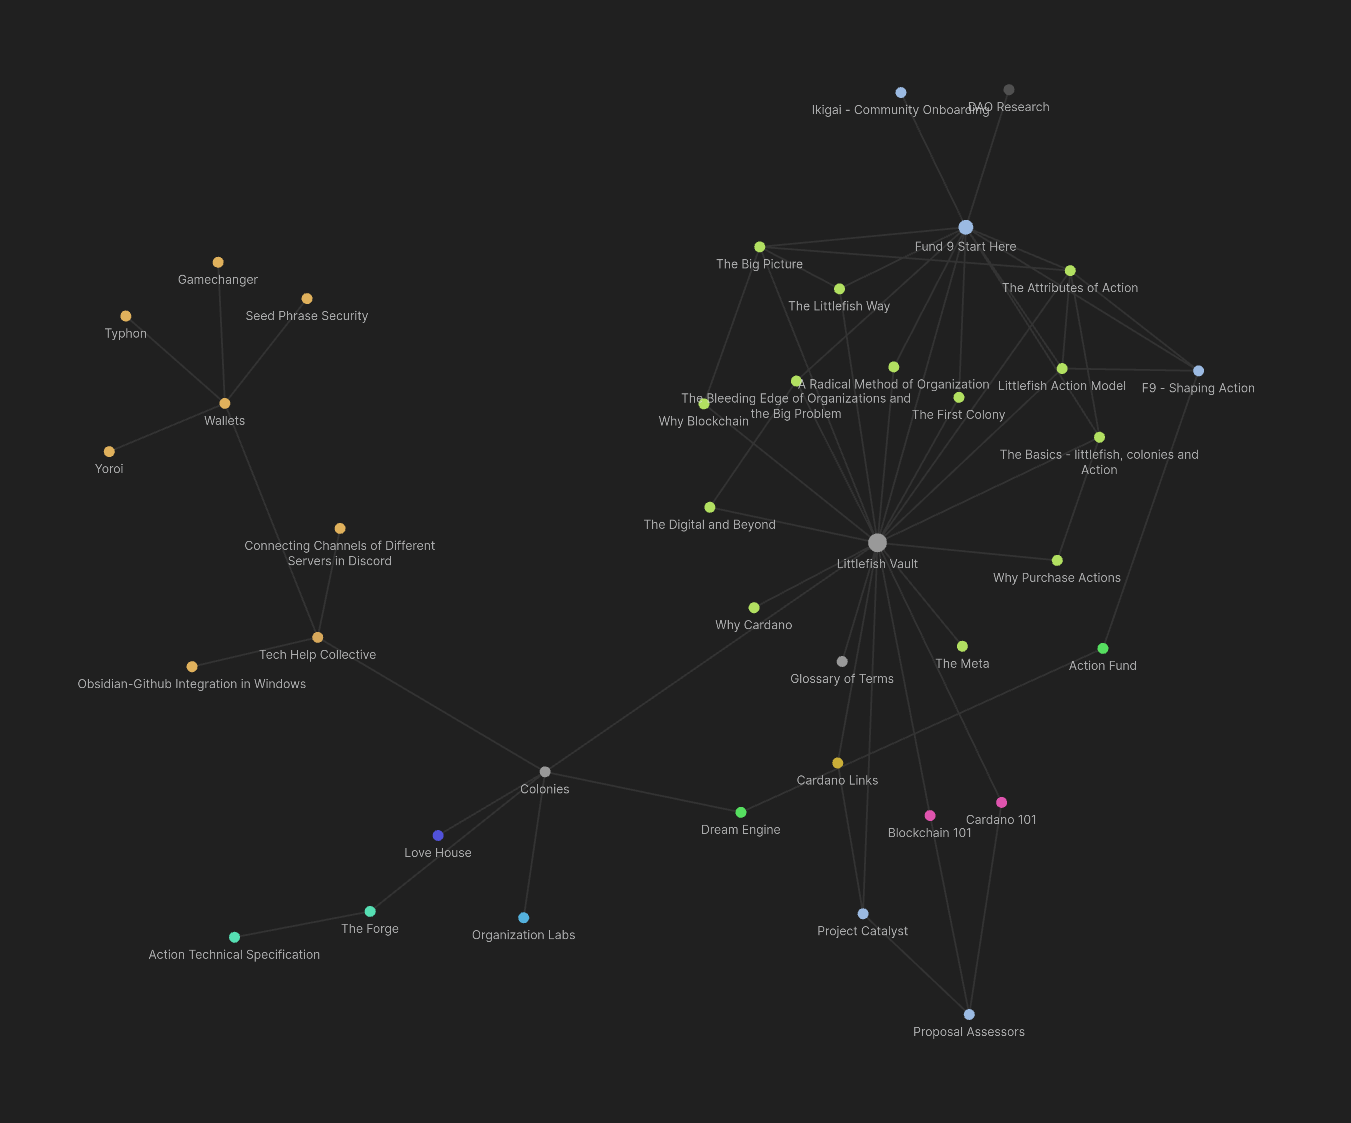 Ikigai - Community Onboarding
DAO Research
Fund 9 Start Here
The Big Picture
Gamechanger
The Attributes of Action
The Littlefish Way
Seed Phrase Security
Typhon
A Radical Method of Organization
Littlefish Action Model
F9 - Shaping Action
The Bleeding Edge of Organizations and
the Big Problem
The First Colony
Why Blockchain
Wallets
The Basics - littlefish, colonies and
Action
Yoroi
The Digital and Beyond
Connecting Channels of Different
Servers in Discord
Littlefish Vault
Why Purchase Actions
Why Cardano
Tech Help Collective
The Meta
Action Fund
Glossary of Terms
Obsidian-Github Integration in Windows
Cardano Links
Colonies
Cardano 101
Dream Engine
Blockchain 101
Love House
The Forge
Project Catalyst
Organization Labs
Action Technical Specification
Proposal Assessors